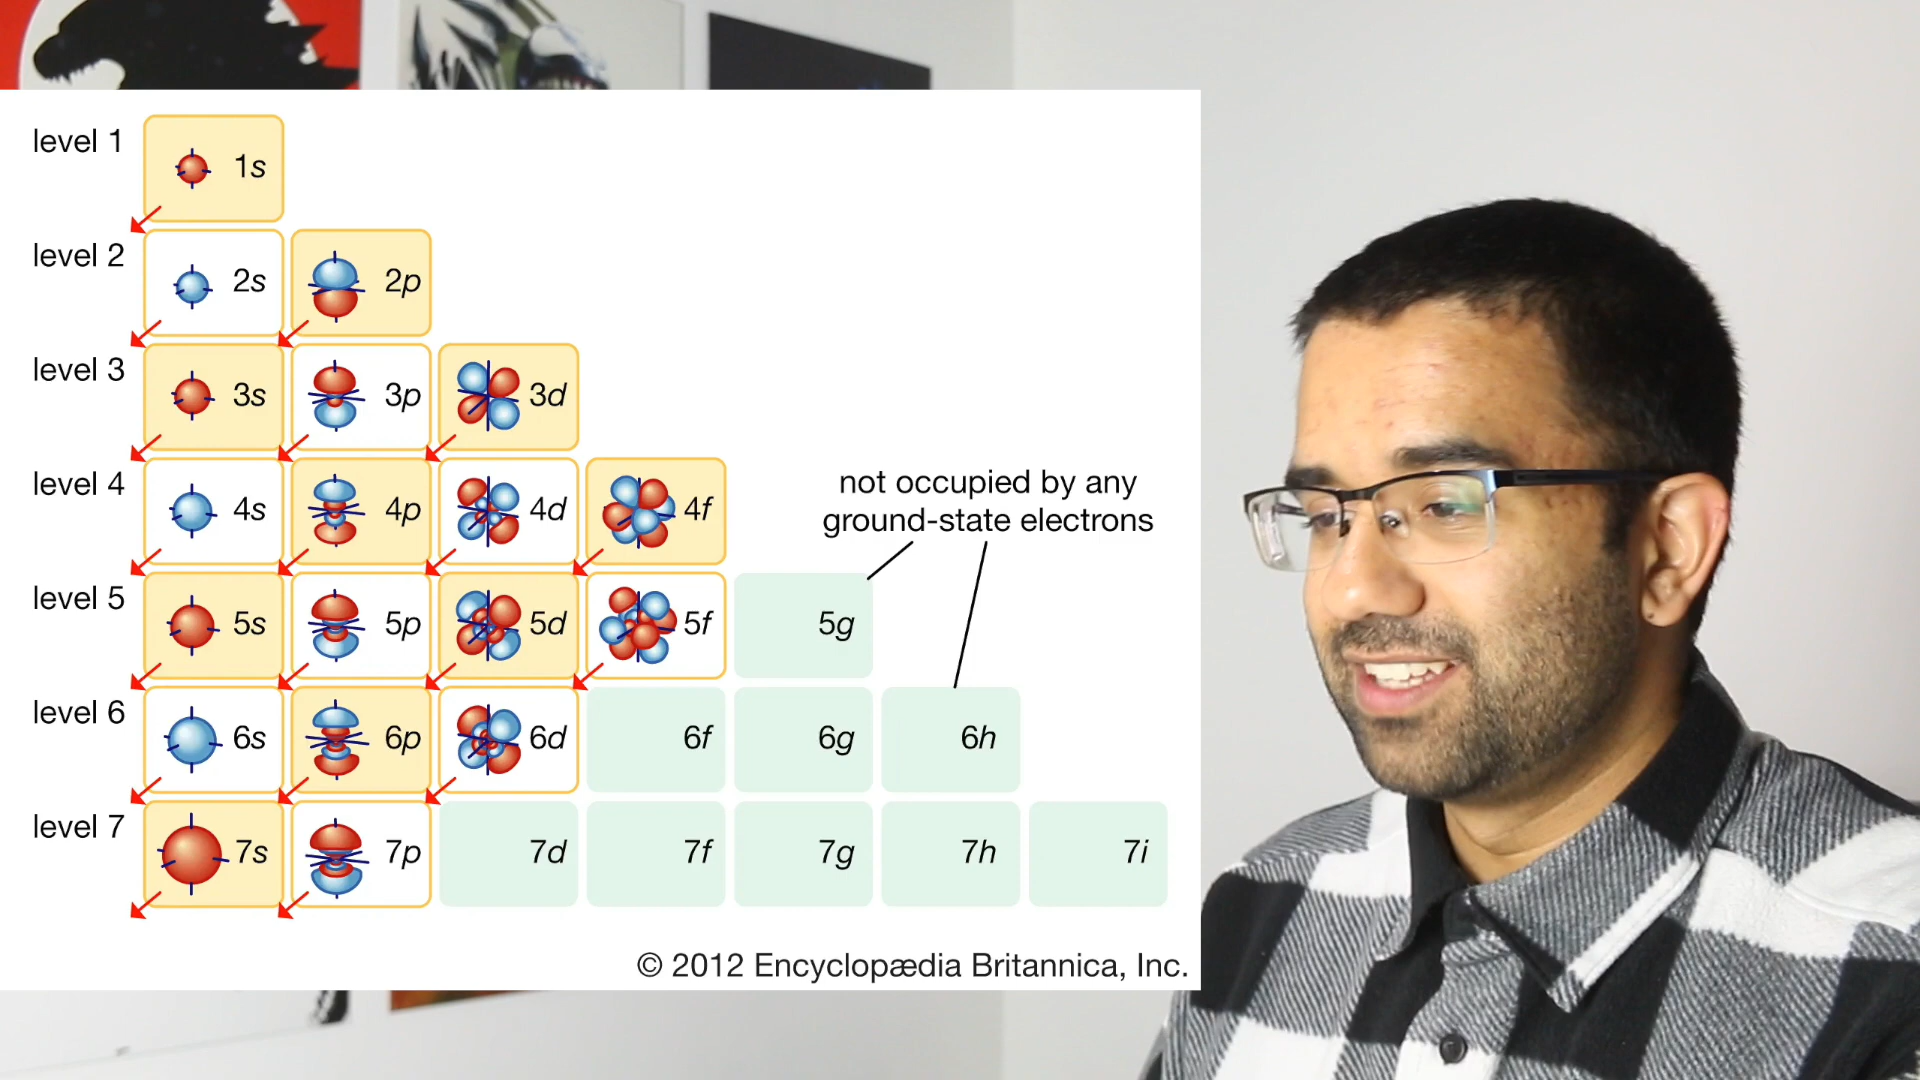 level 1
1s
level 2
2s 2p
level 3
3s 3p 3d
level 4
4s 4p 4d 4f
not occupied by any
ground-state electrons
level 5
5s 5p 5d 5f 5g
level 6
6s 6p 6d 6f 6g 6h
level 7
7s 7p 7d 7f 7g 7h 7i
© 2012 Encyclopædia Britannica, Inc.